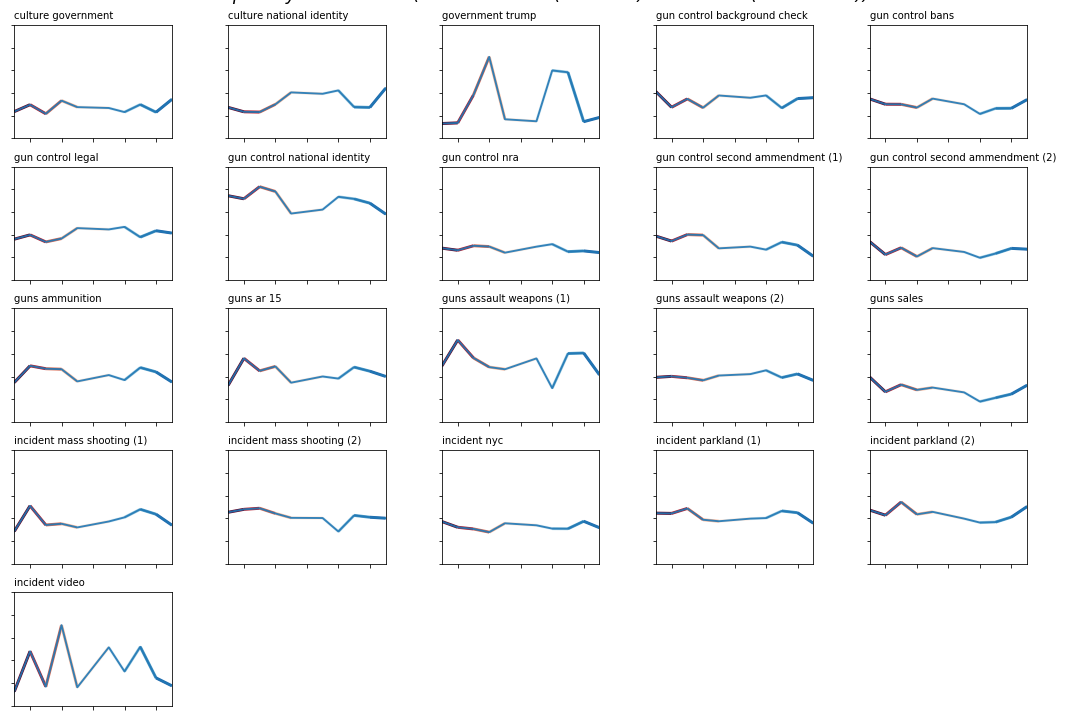 culture government
culture national identity
government trump
gun control background check
gun control bans
gun control legal
gun control national identity
gun control nra
gun control second ammendment (1)
gun control second ammendment (2)
guns ammunition
guns ar 15
guns assault weapons (1)
guns assault weapons (2)
guns sales
incident mass shooting (1)
incident mass shooting (2)
incident nyc
incident parkland (1)
incident parkland (2)
incident video